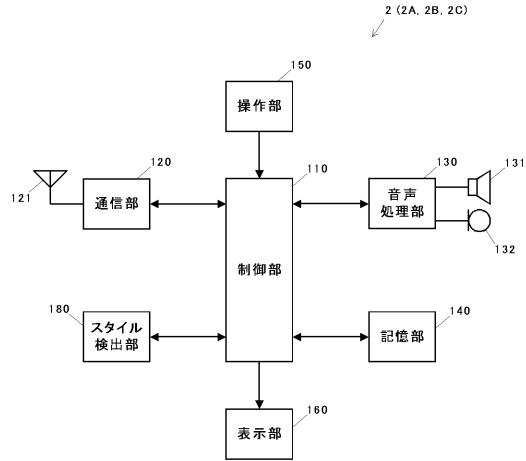 2 (2A, 2B, 2C)
150
操作部
120
通信部
121
110
制御部
130
音声
処理部
131
132
180
スタイル
検出部
140
記憶部
160
表示部